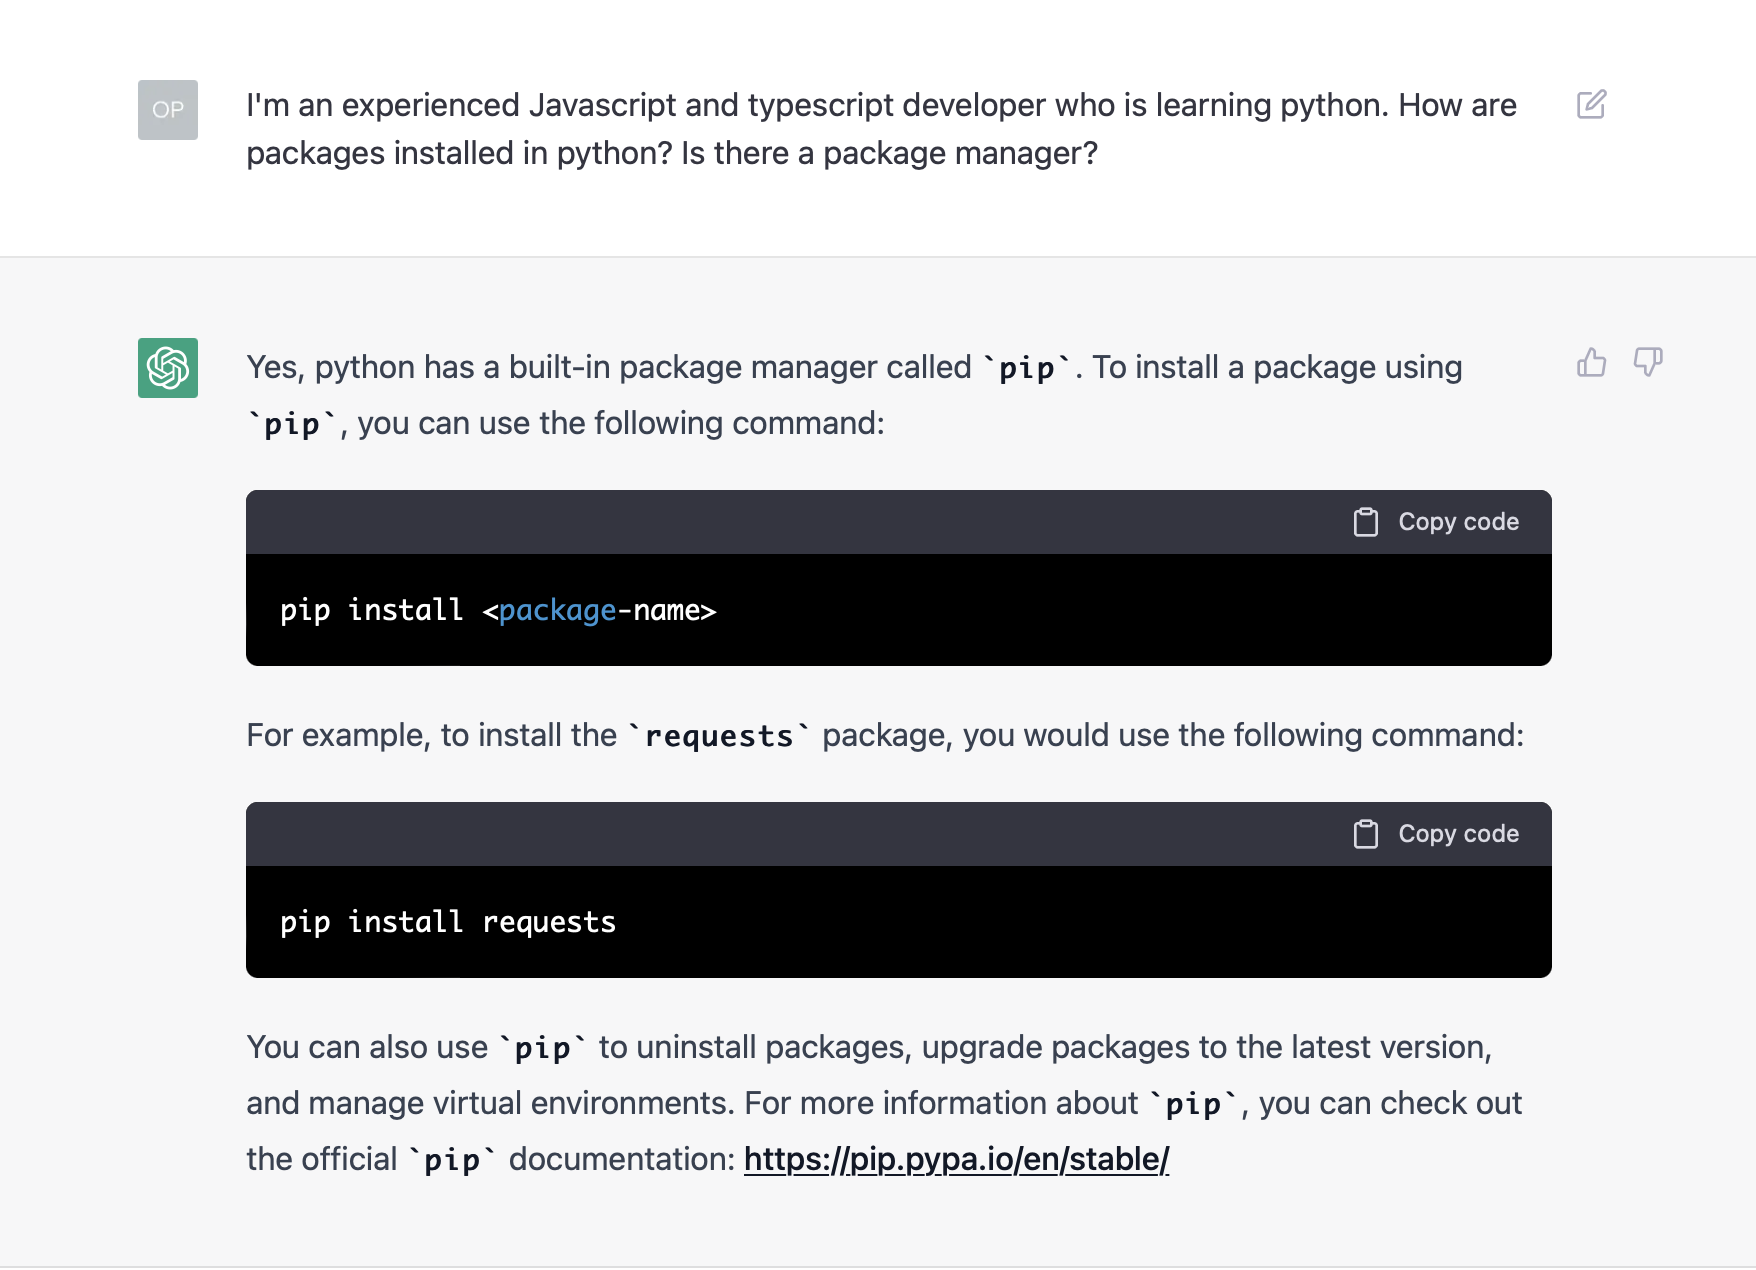 OP
I'm an experienced Javascript and typescript developer who is learning python. How are
packages installed in python? Is there a package manager?
Yes, python has a built-in package manager called `pip`. To install a package using
`pip`, you can use the following command:
Copy code
pip install <package-name>
For example, to install the `requests` package, you would use the following command:
Copy code
pip install requests
You can also use `pip` to uninstall packages, upgrade packages to the latest version,
and manage virtual environments. For more information about `pip`, you can check out
the official `pip` documentation: https://pip.pypa.io/en/stable/